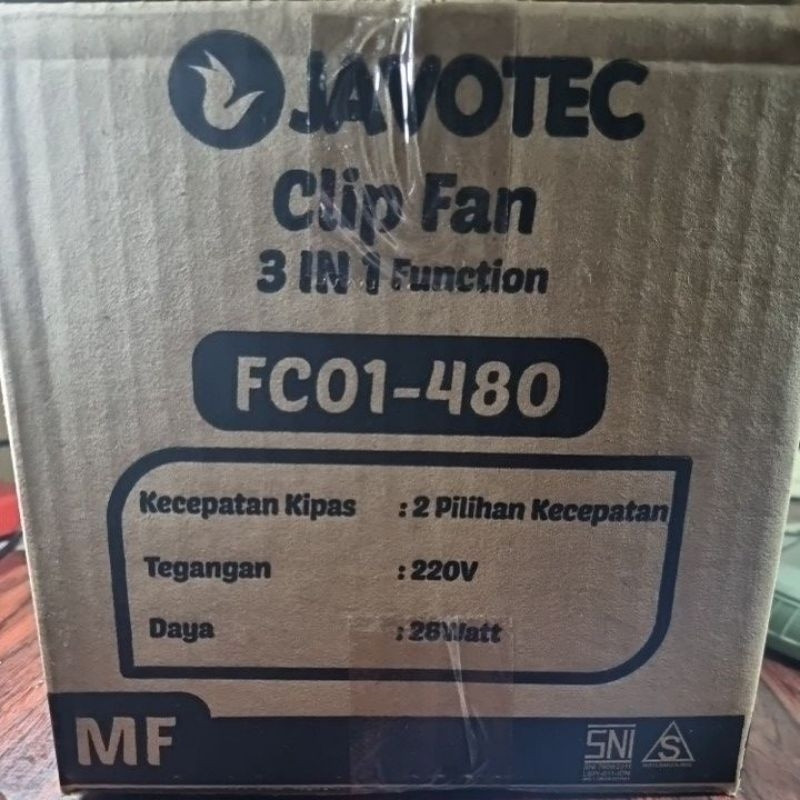 JAVOTEC
Clip Fan
3 IN 1 Function
FC01-480
Kecepatan Kipas : 2 Pilihan Kecepatan
Tegangan : 220V
Daya : 26Watt
MF
SNI
S